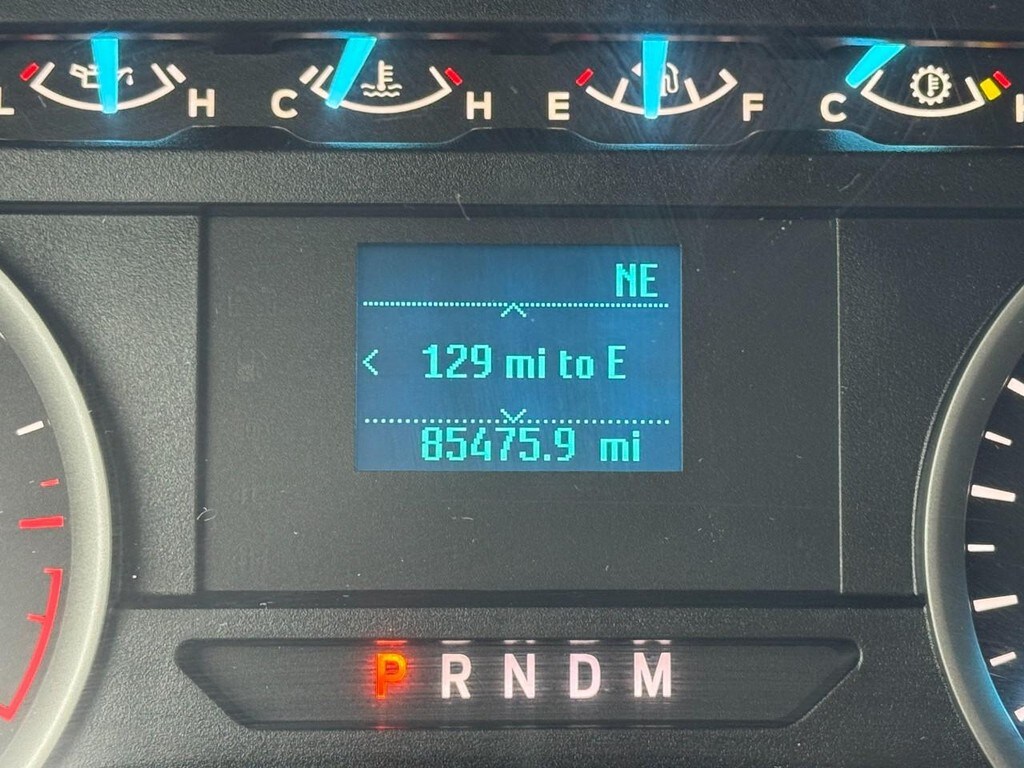 L H C H E F C
NE
< 129 mi to E
85475.9 mi
P R N D M